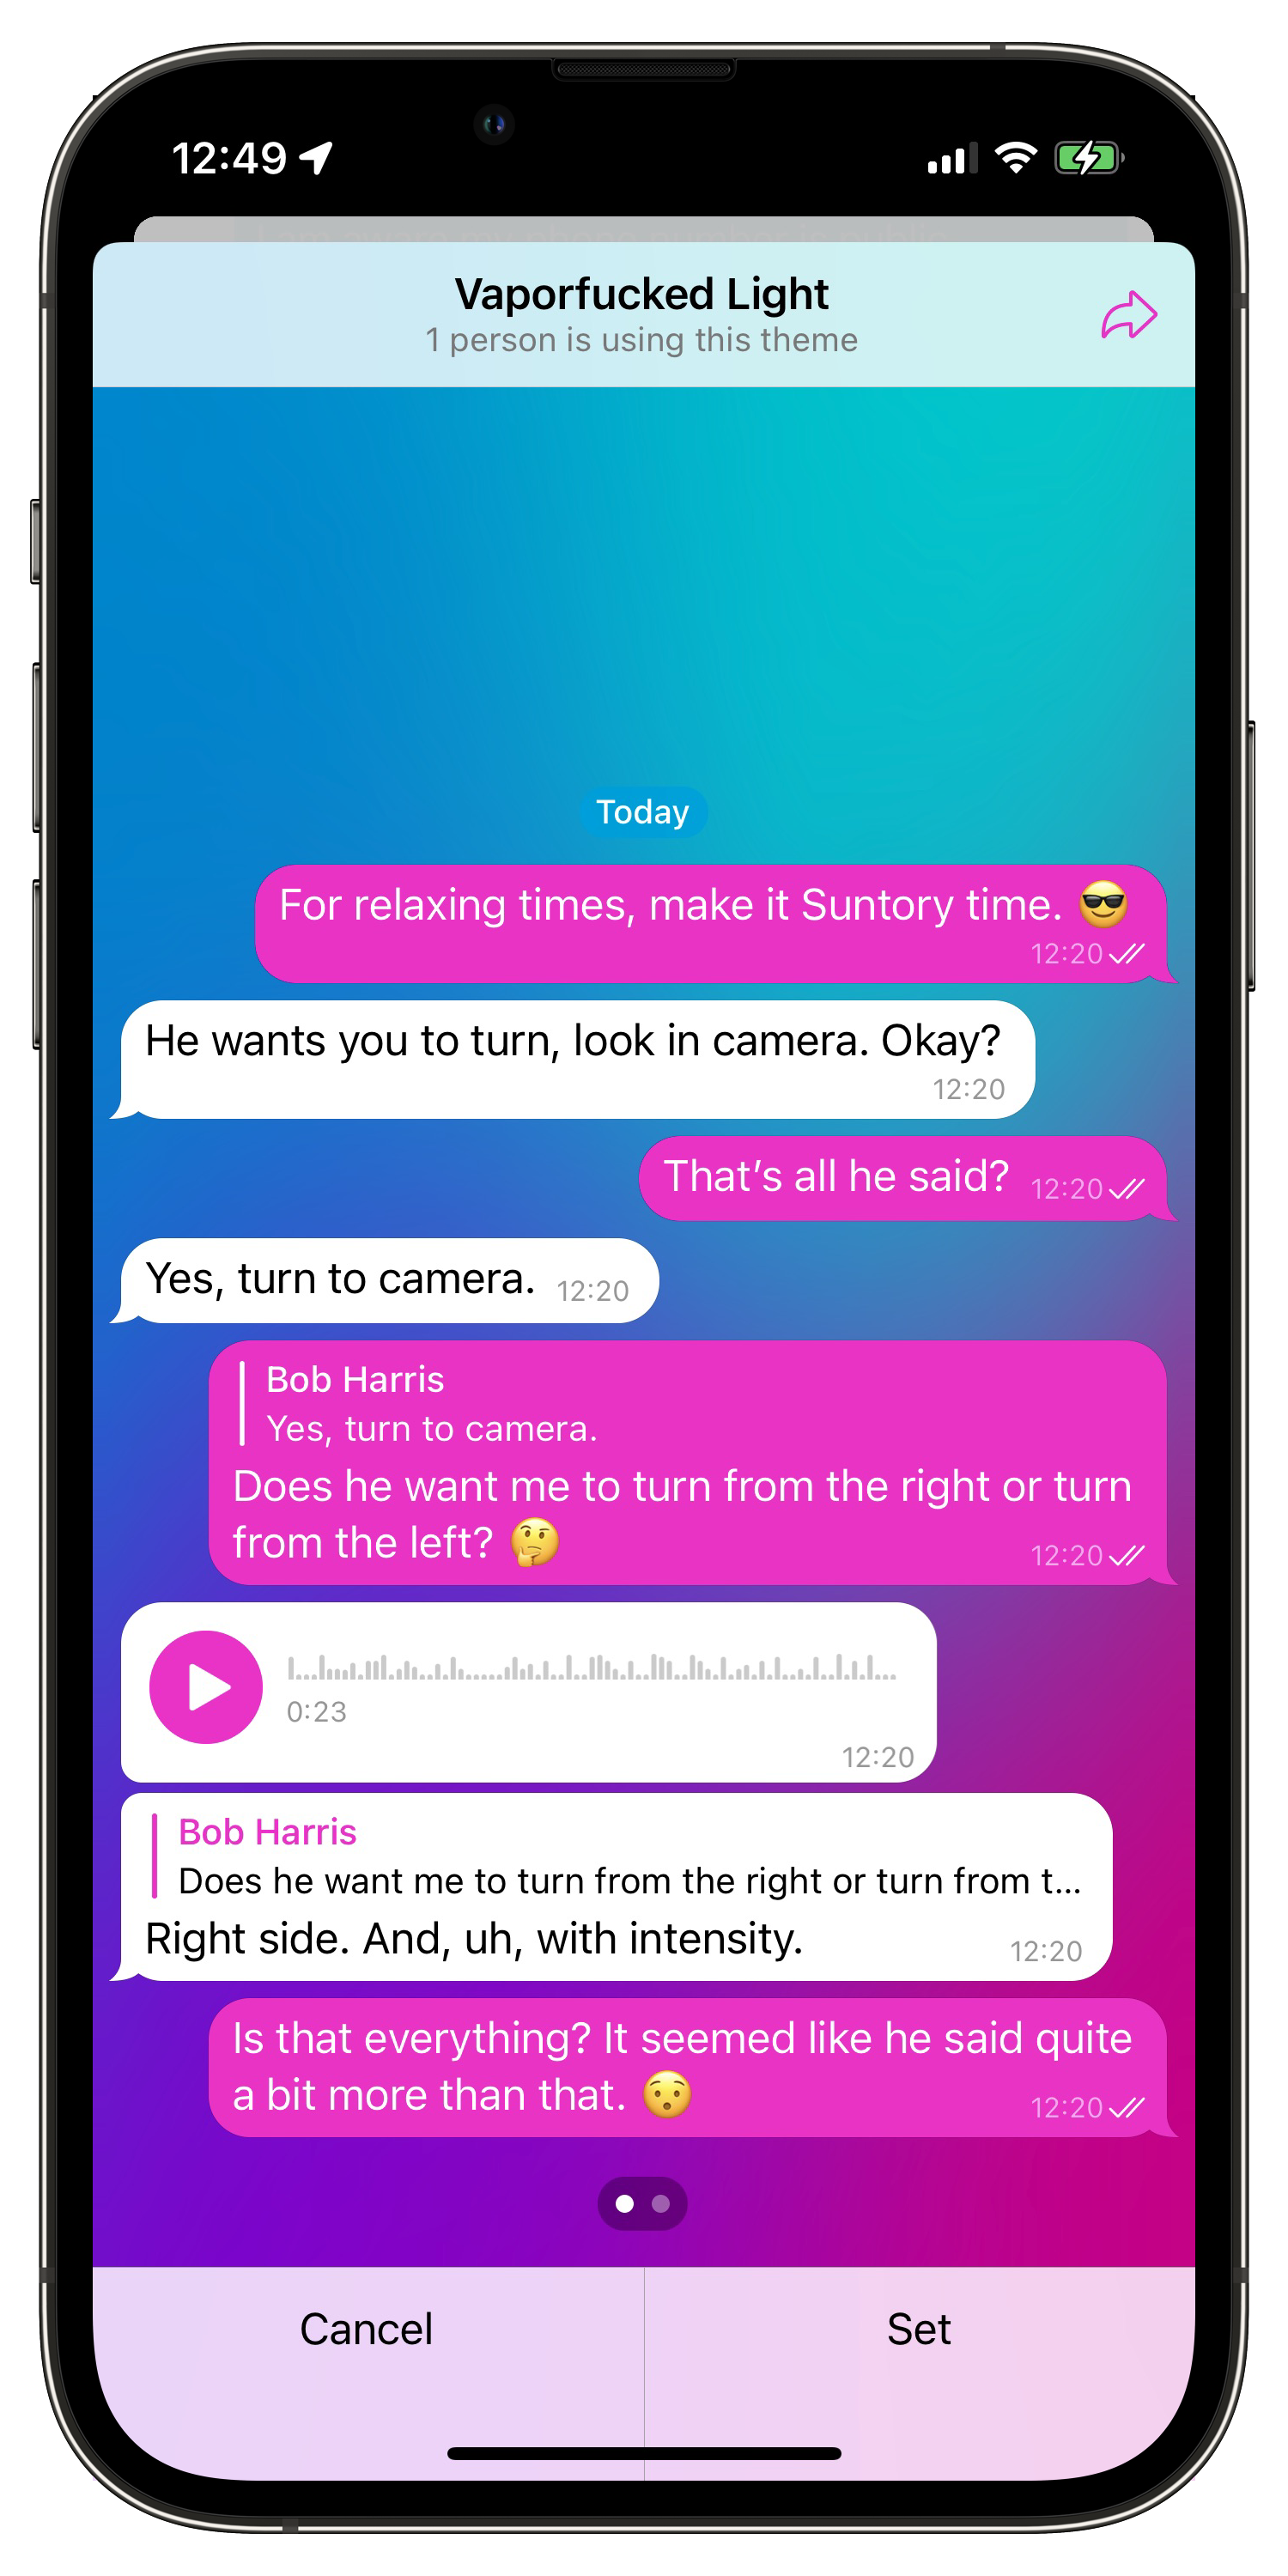 12:49
Vaporfucked Light
1 person is using this theme
Today
For relaxing times, make it Suntory time. 😎
12:20
He wants you to turn, look in camera. Okay?
12:20
That's all he said? 12:20
Yes, turn to camera. 12:20
Bob Harris
Yes, turn to camera.
Does he want me to turn from the right or turn
from the left? 🤔 12:20
0:23
12:20
Bob Harris
Does he want me to turn from the right or turn from t...
Right side. And, uh, with intensity. 12:20
Is that everything? It seemed like he said quite
a bit more than that. 😯 12:20
Cancel Set